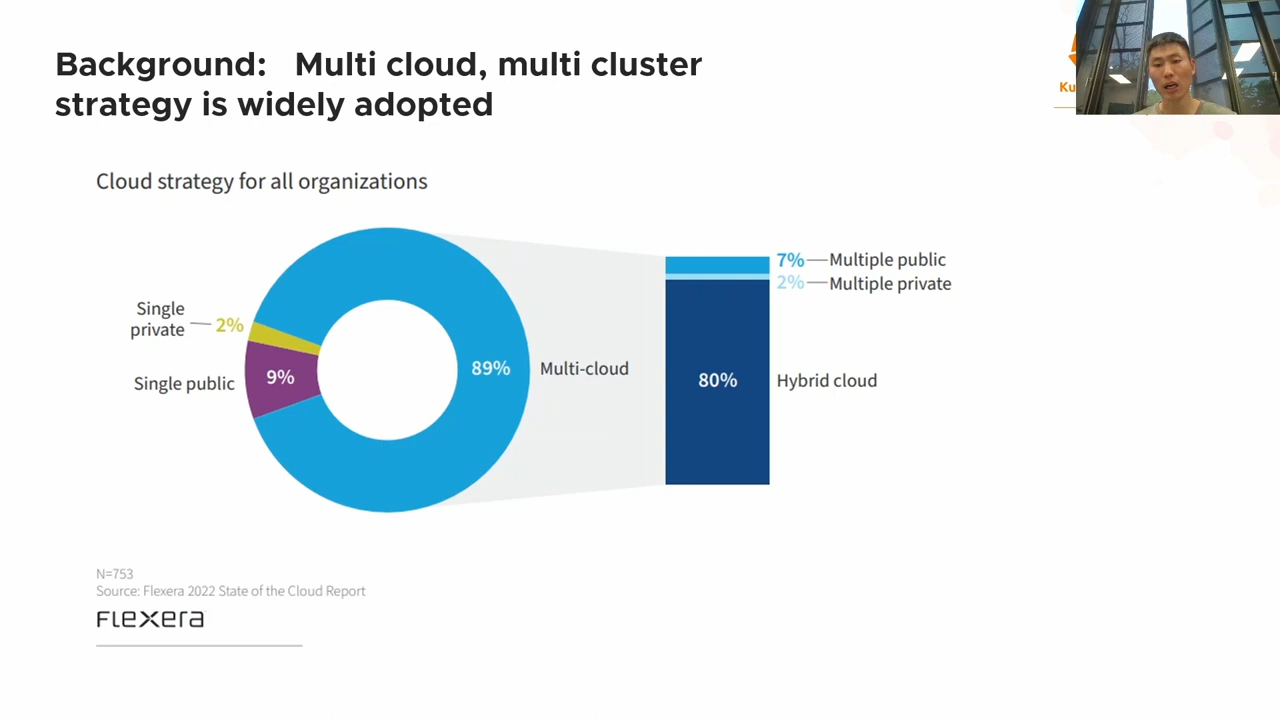 Background: Multi cloud, multi cluster
strategy is widely adopted
Ku
Cloud strategy for all organizations
7% Multiple public
2% Multiple private
Single
private 2%
89% Multi-cloud
9%
Single public
80% Hybrid cloud
N=753
Source: Flexera 2022 State of the Cloud Report
FLEXERA